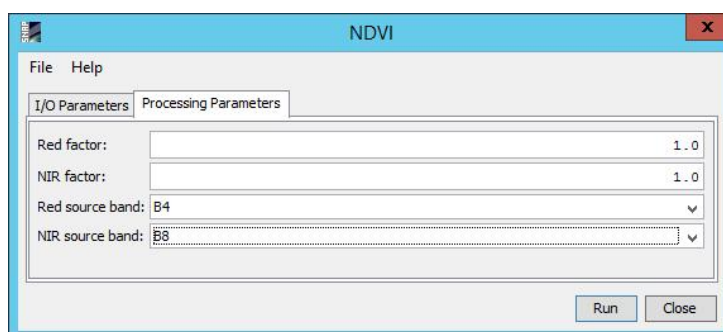 SNAP
NDVI
x
File Help
I/O Parameters Processing Parameters
Red factor: 1.0
NIR factor: 1.0
Red source band: B4
NIR source band: B8
Run Close